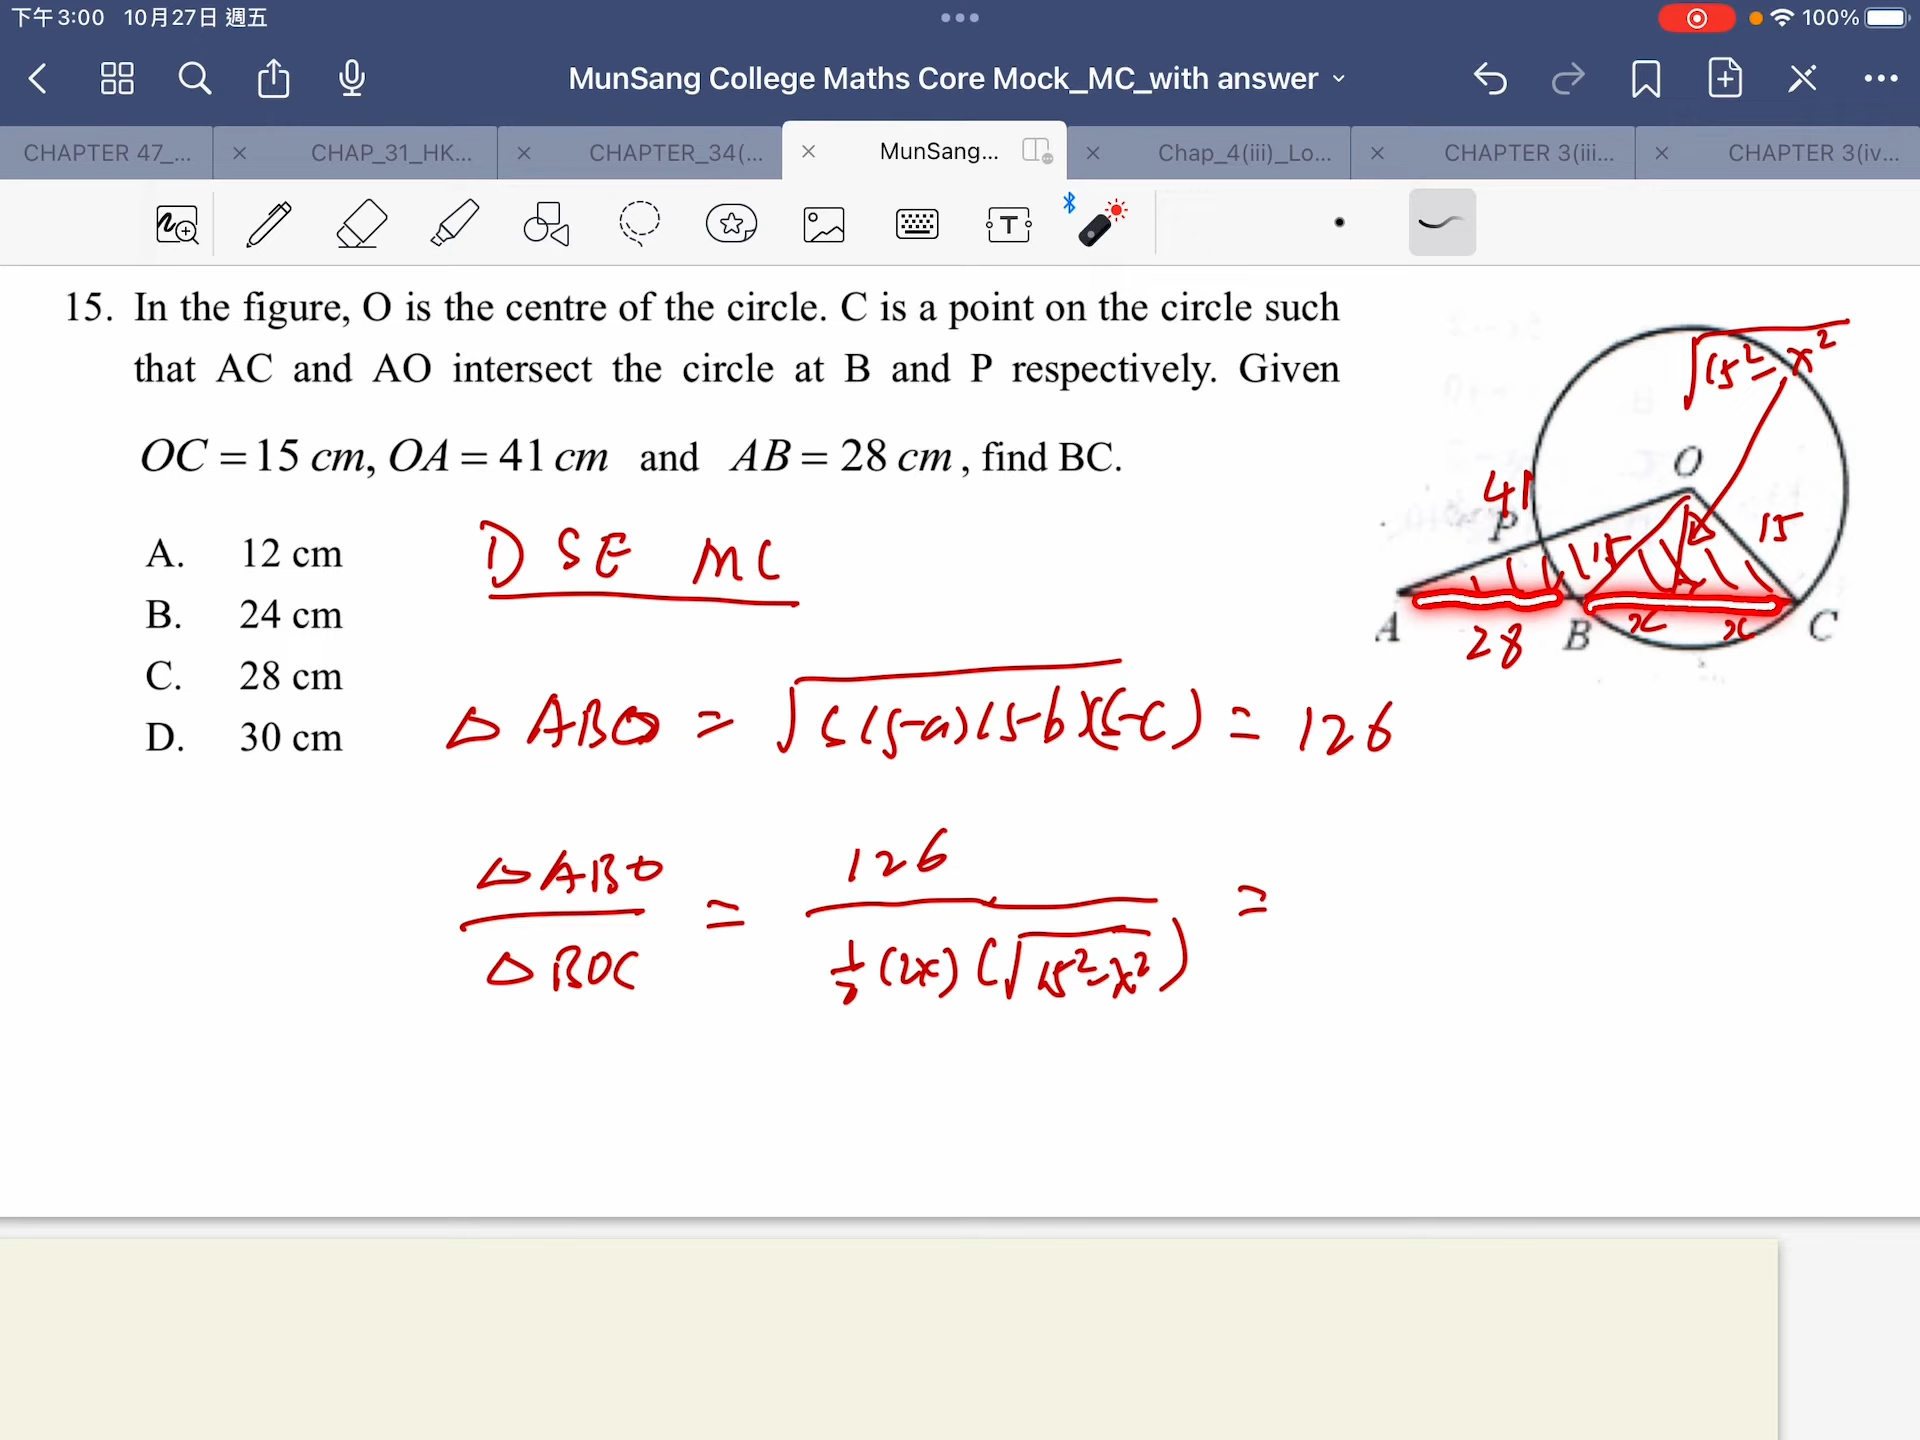 下午3:00 10月27日 週五
100%
MunSang College Maths Core Mock_MC_with answer
CHAPTER 47_...
CHAP_31_HK...
CHAPTER_34(...
MunSang...
Chap_4(iii)_Lo...
CHAPTER 3(iii...
CHAPTER 3(iv...
T
15. In the figure, O is the centre of the circle. C is a point on the circle such
that AC and AO intersect the circle at B and P respectively. Given
OC = 15 cm, OA = 41 cm and AB = 28 cm, find BC.
A. 12 cm
B. 24 cm
C. 28 cm
D. 30 cm
DSE MC
√15²-x²
O
41
P
15
15
A
28
B
x
x
C
△ABO = √s(s-a)(s-b)(s-c) = 126
△ABO
126
=
=
△BOC
½(2x)(√15²-x²)